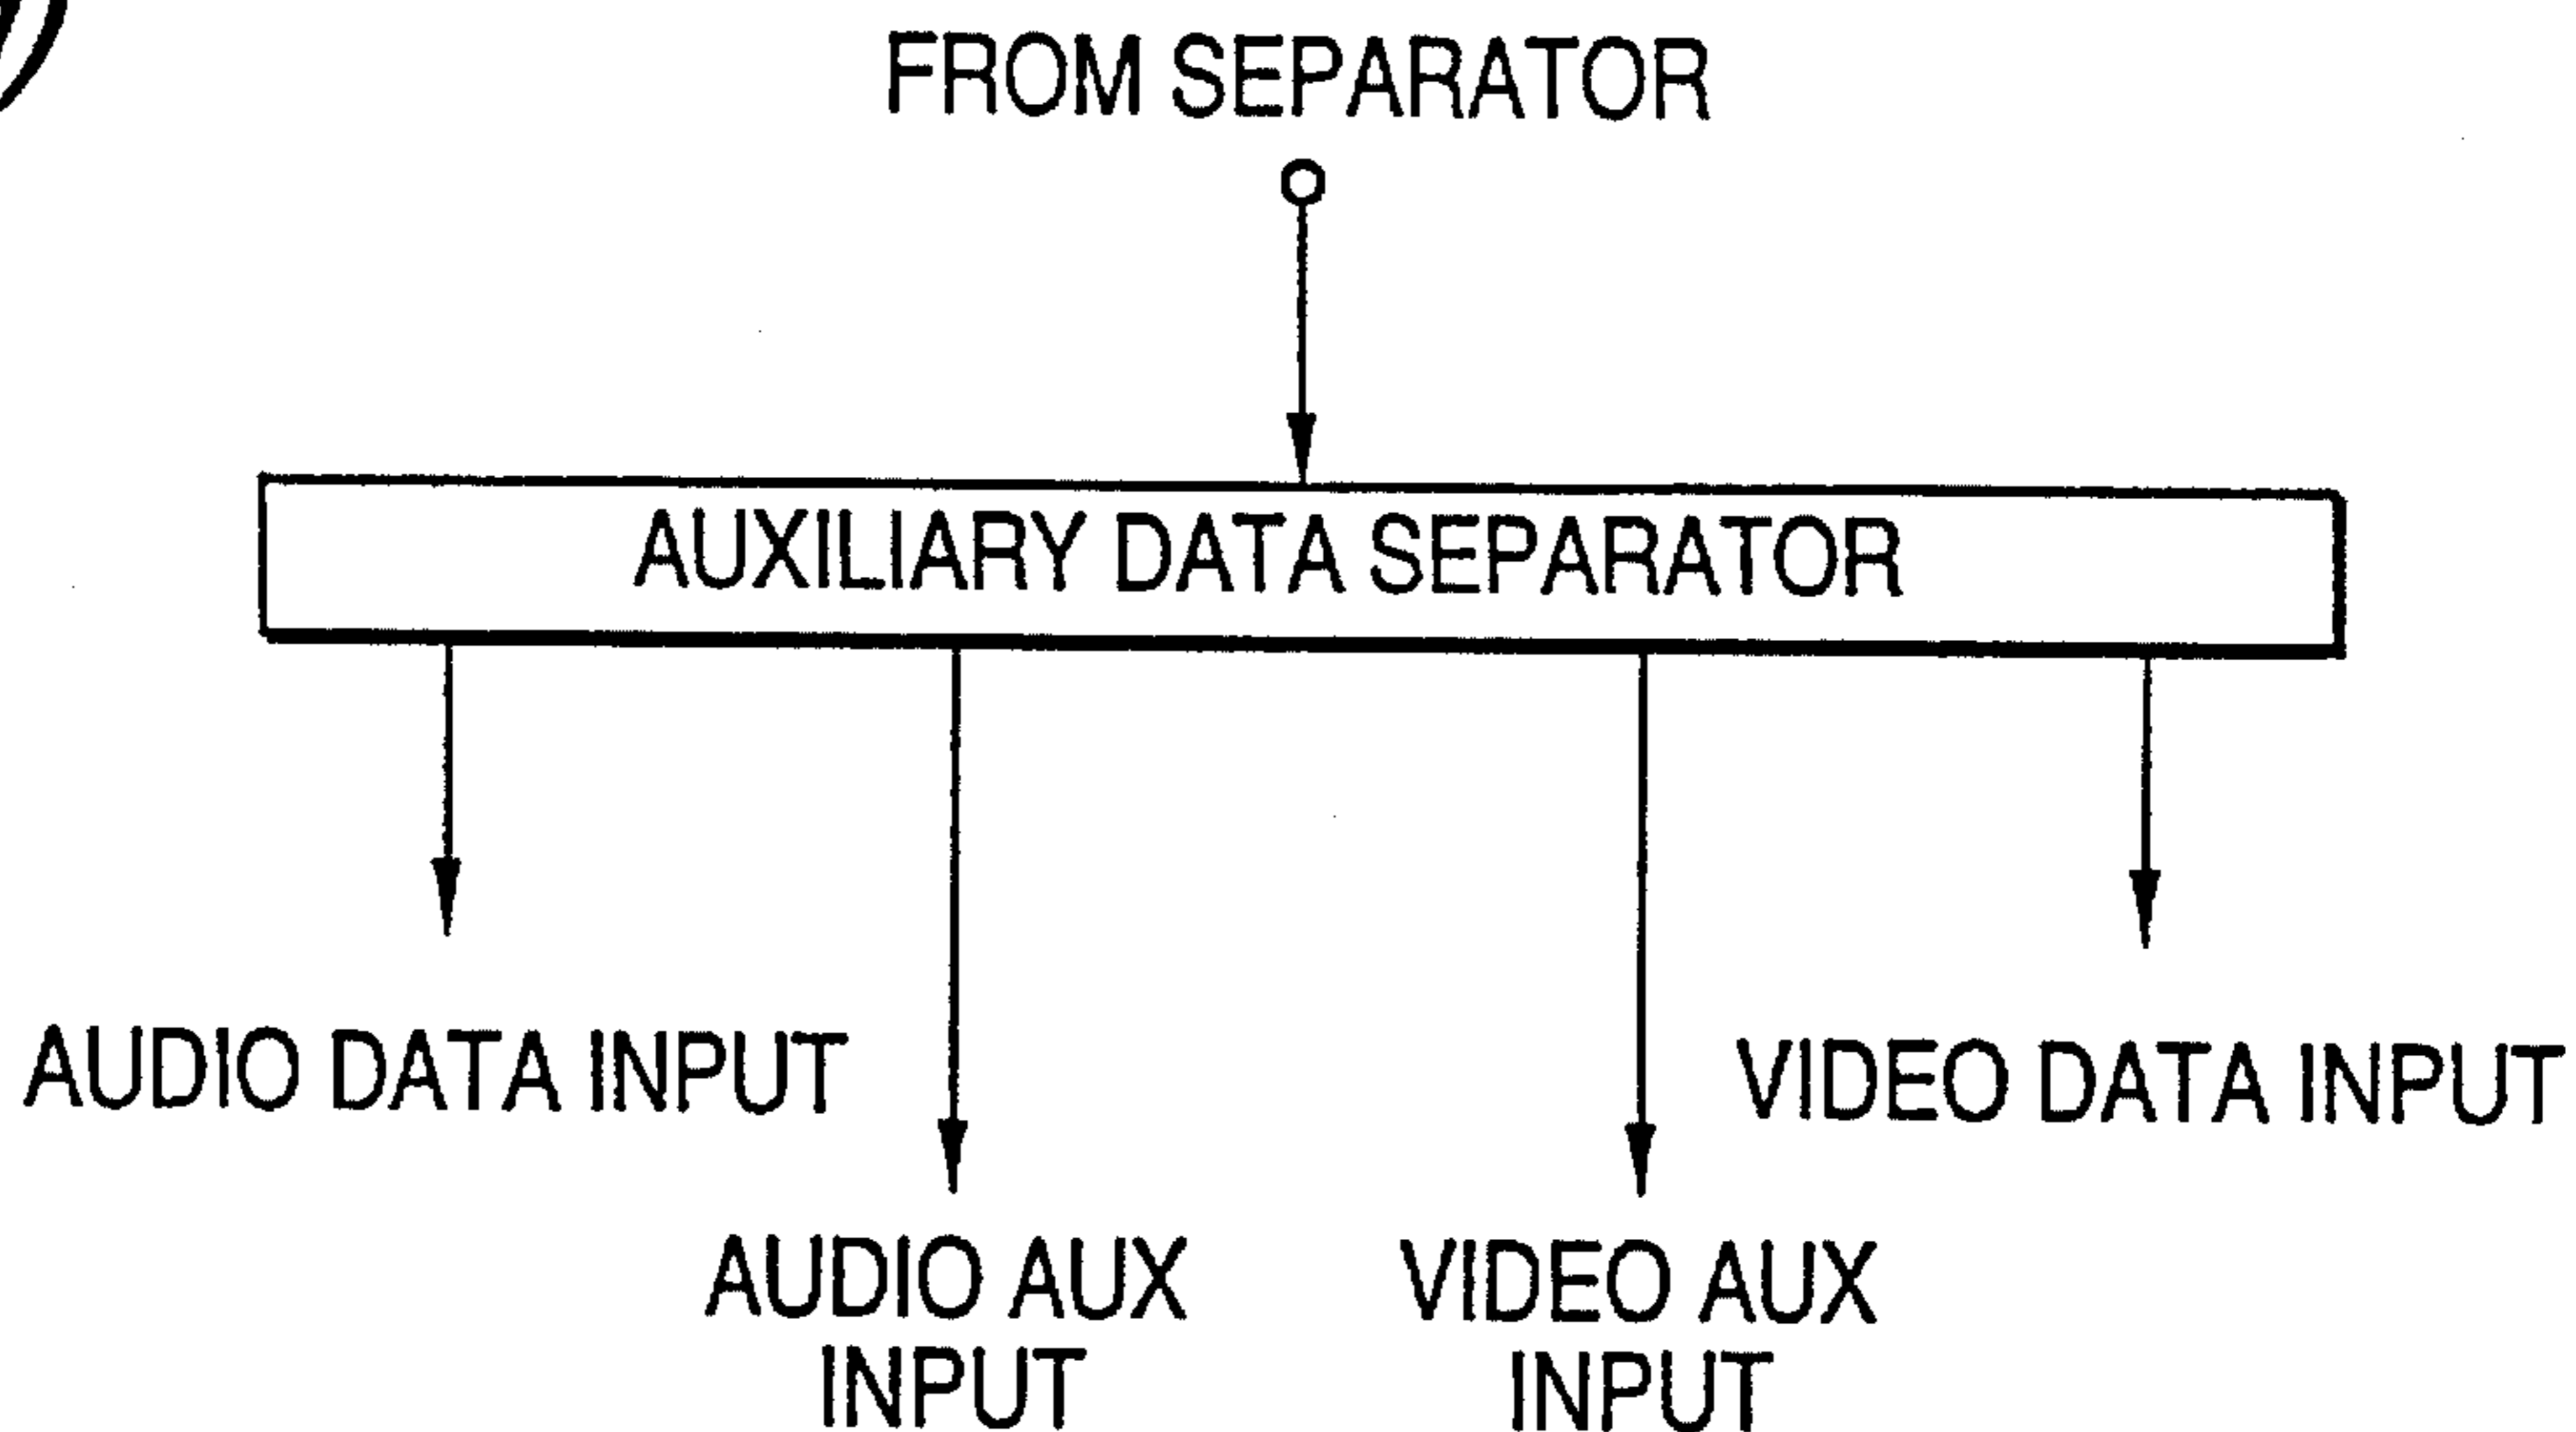 FROM SEPARATOR
AUXILIARY DATA SEPARATOR
AUDIO DATA INPUT
VIDEO DATA INPUT
AUDIO AUX
INPUT
VIDEO AUX
INPUT